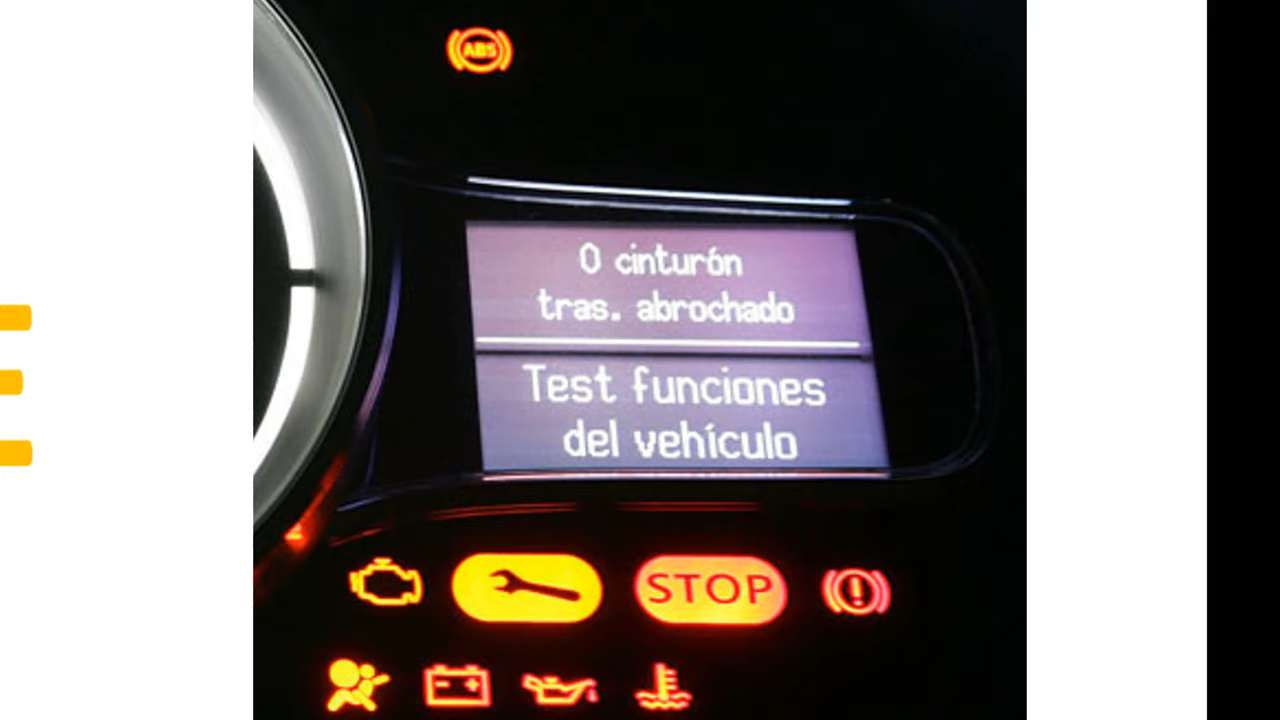 ABS
0 cinturón
tras. abrochado
Test funciones
del vehículo
STOP